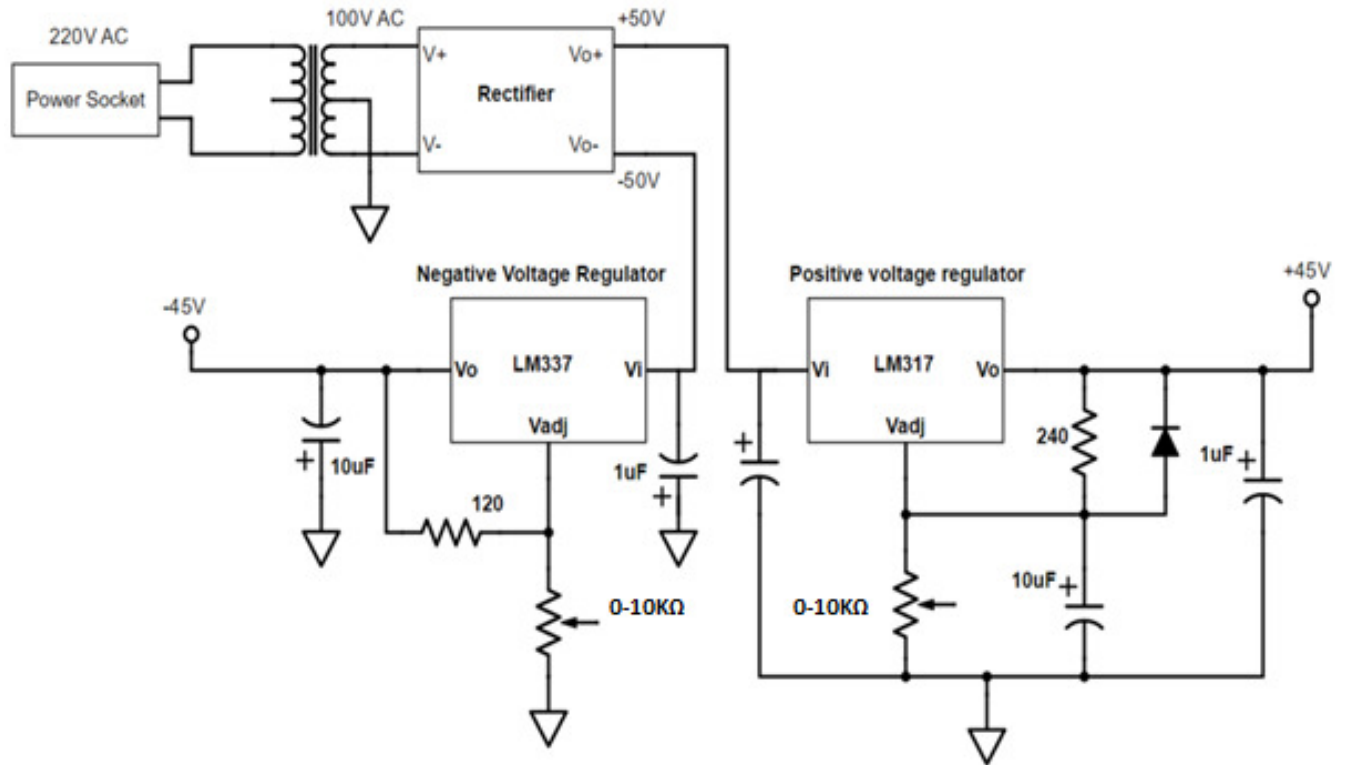 220V AC
100V AC
+50V
Power Socket
V+
Vo+
Rectifier
V-
Vo-
-50V
Negative Voltage Regulator
Positive voltage regulator
+45V
-45V
Vo
LM337
Vi
Vadj
Vi
LM317
Vo
Vadj
+
10uF
1uF
+
+
240
1uF
+
120
0-10KΩ
0-10KΩ
10uF
+